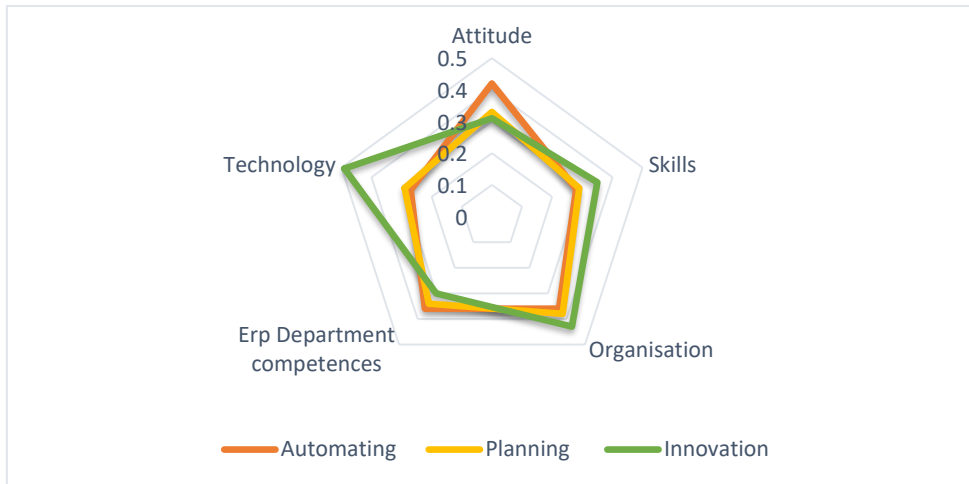 Attitude
0.5
0.4
0.3
0.2
0.1
0
Technology
Skills
Erp Department
competences
Organisation
Automating
Planning
Innovation